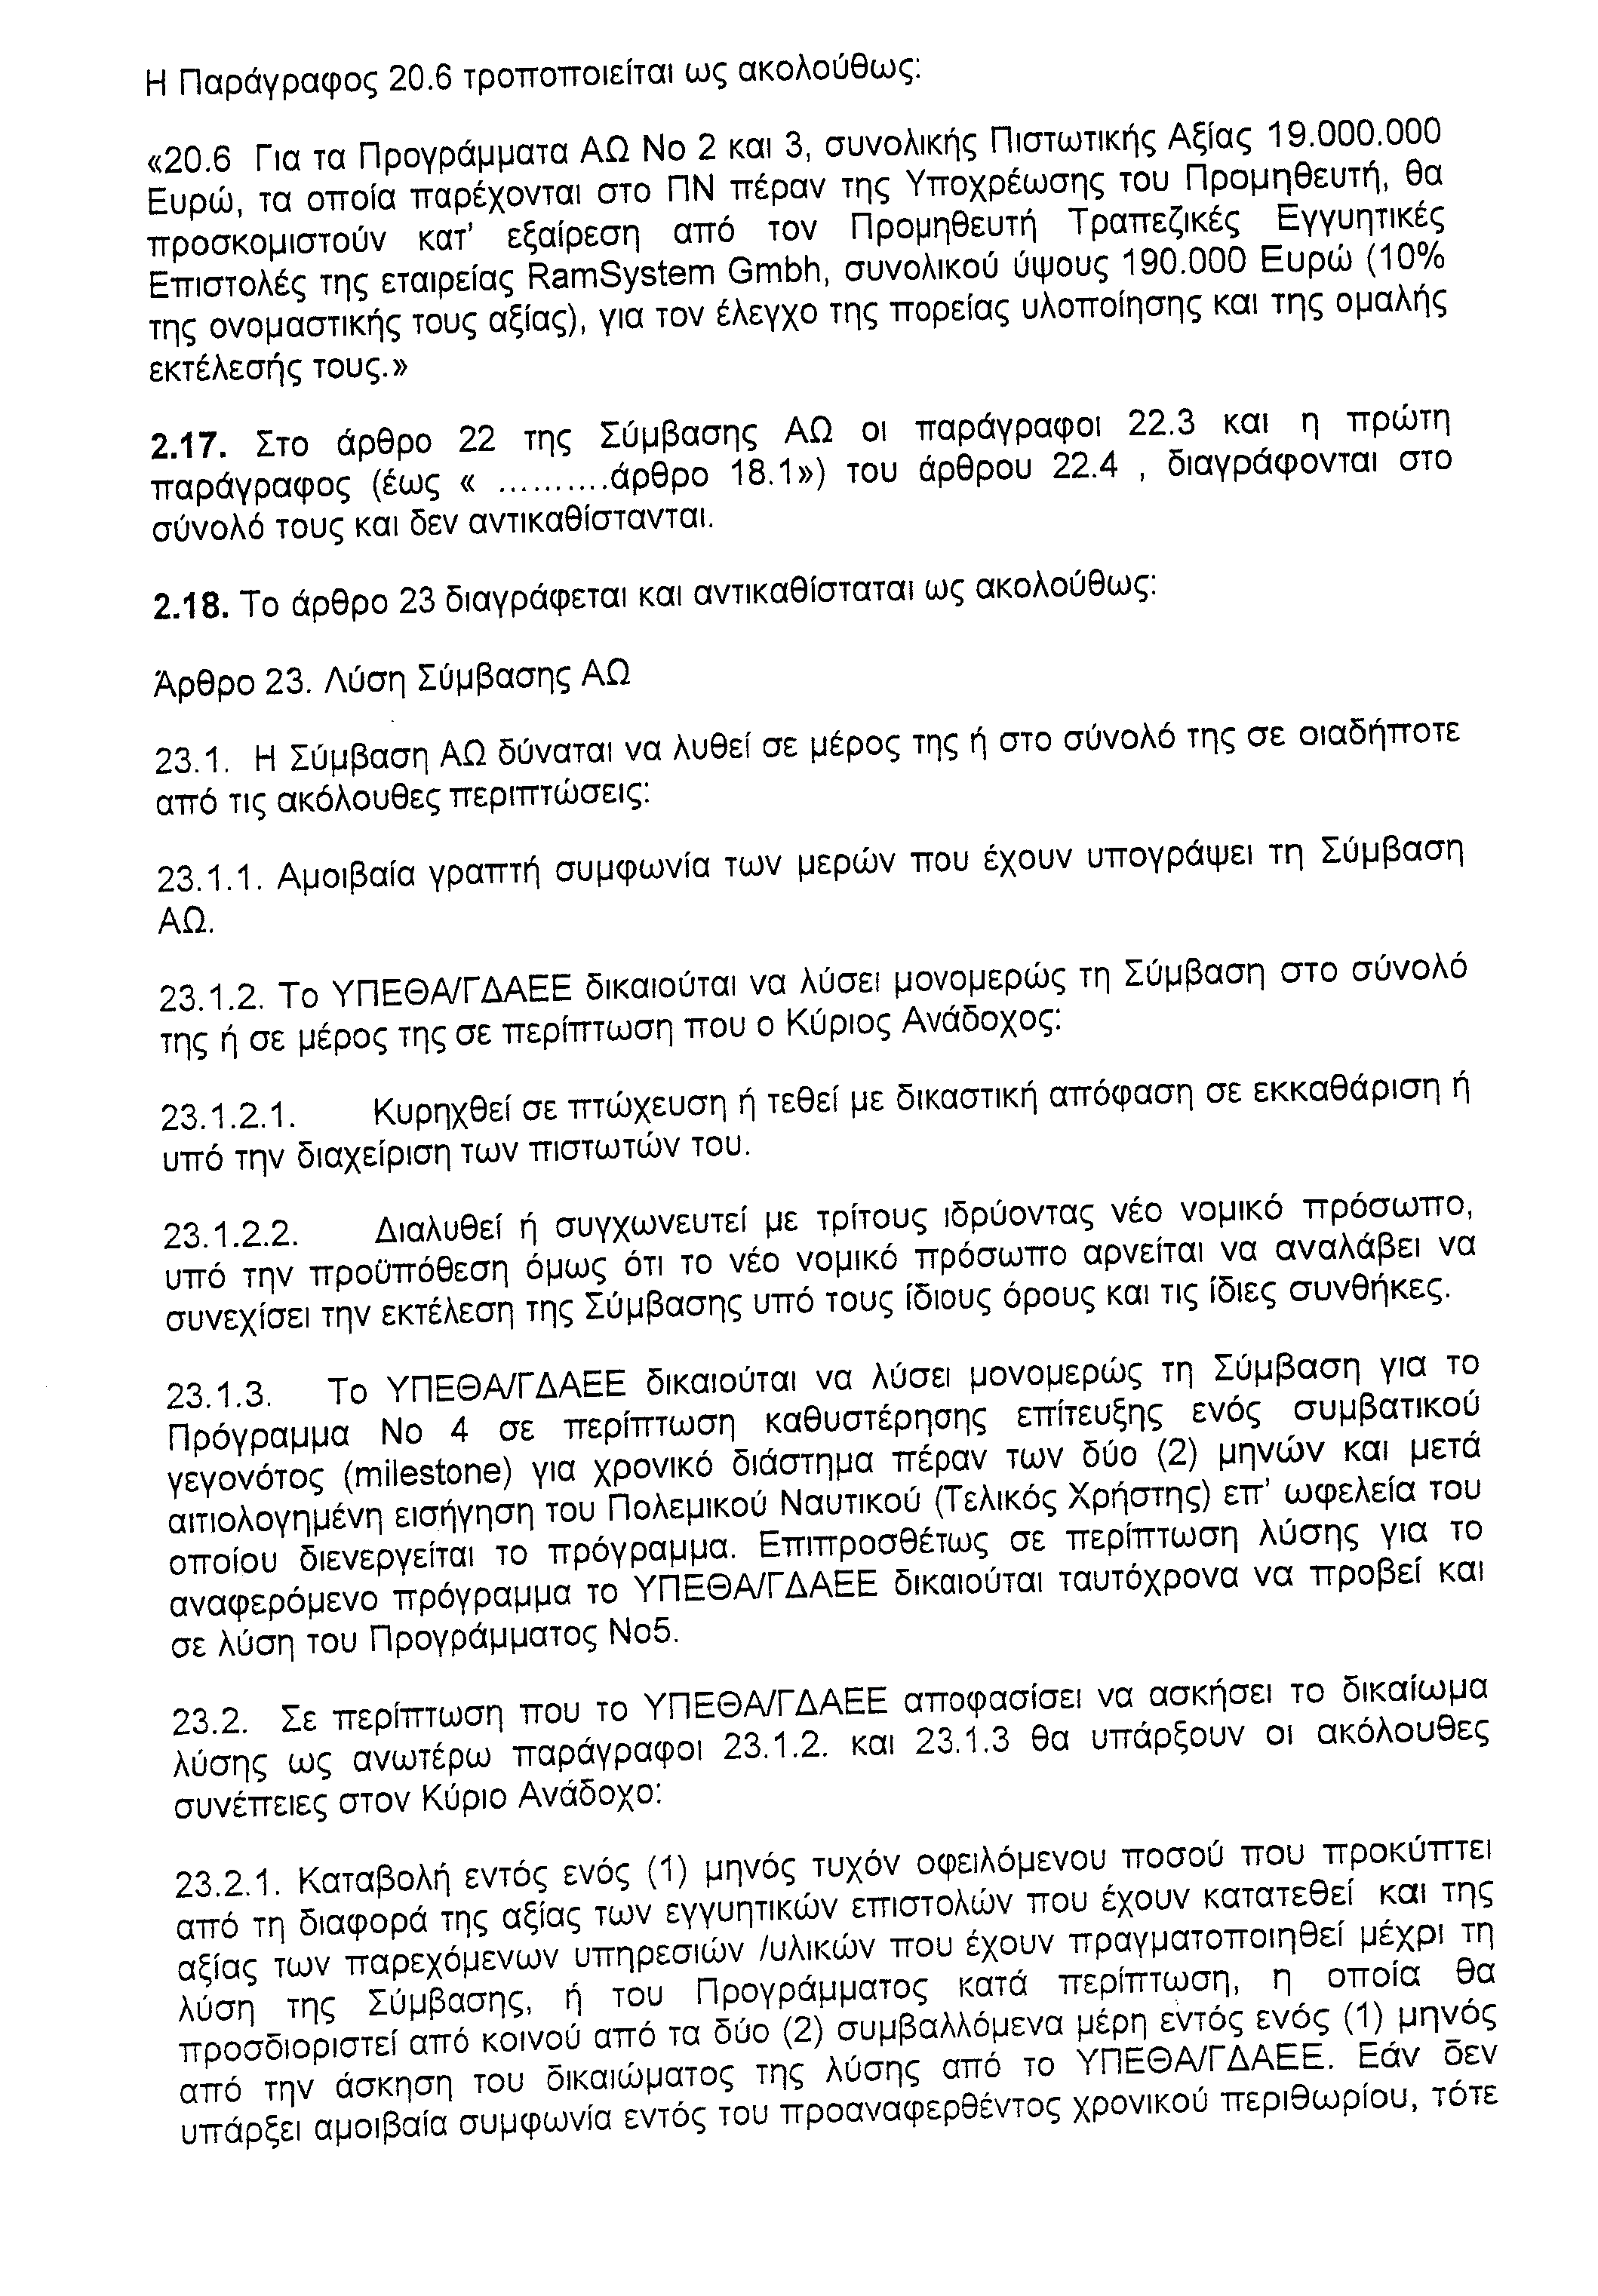 Η Παράγραφος 20.6 τροποποιείται ως ακολούθως:
«20.6 Για τα Προγράμματα ΑΩ Νο 2 και 3, συνολικής Πιστωτικής Αξίας 19.000.000
Ευρώ, τα οποία παρέχονται στο ΠΝ πέραν της Υποχρέωσης του Προμηθευτή, θα
προσκομιστούν κατ’ εξαίρεση από τον Προμηθευτή Τραπεζικές Εγγυητικές
Επιστολές της εταιρείας RamSystem Gmbh, συνολικού ύψους 190.000 Ευρώ (10%
της ονομαστικής τους αξίας), για τον έλεγχο της πορείας υλοποίησης και της ομαλής
εκτέλεσής τους.»
2.17. Στο άρθρο 22 της Σύμβασης ΑΩ οι παράγραφοι 22.3 και η πρώτη
παράγραφος (έως « ..........άρθρο 18.1») του άρθρου 22.4 , διαγράφονται στο
σύνολό τους και δεν αντικαθίστανται.
2.18. Το άρθρο 23 διαγράφεται και αντικαθίσταται ως ακολούθως:
Άρθρο 23. Λύση Σύμβασης ΑΩ
23.1. Η Σύμβαση ΑΩ δύναται να λυθεί σε μέρος της ή στο σύνολό της σε οιαδήποτε
από τις ακόλουθες περιπτώσεις:
23.1.1. Αμοιβαία γραπτή συμφωνία των μερών που έχουν υπογράψει τη Σύμβαση
ΑΩ.
23.1.2. Το ΥΠΕΘΑ/ΓΔΑΕΕ δικαιούται να λύσει μονομερώς τη Σύμβαση στο σύνολό
της ή σε μέρος της σε περίπτωση που ο Κύριος Ανάδοχος:
23.1.2.1. Κυρηχθεί σε πτώχευση ή τεθεί με δικαστική απόφαση σε εκκαθάριση ή
υπό την διαχείριση των πιστωτών του.
23.1.2.2. Διαλυθεί ή συγχωνευτεί με τρίτους ιδρύοντας νέο νομικό πρόσωπο,
υπό την προϋπόθεση όμως ότι το νέο νομικό πρόσωπο αρνείται να αναλάβει να
συνεχίσει την εκτέλεση της Σύμβασης υπό τους ίδιους όρους και τις ίδιες συνθήκες.
23.1.3. Το ΥΠΕΘΑ/ΓΔΑΕΕ δικαιούται να λύσει μονομερώς τη Σύμβαση για το
Πρόγραμμα Νο 4 σε περίπτωση καθυστέρησης επίτευξης ενός συμβατικού
γεγονότος (milestone) για χρονικό διάστημα πέραν των δύο (2) μηνών και μετά
αιτιολογημένη εισήγηση του Πολεμικού Ναυτικού (Τελικός Χρήστης) επ’ ωφελεία του
οποίου διενεργείται το πρόγραμμα. Επιπροσθέτως σε περίπτωση λύσης για το
αναφερόμενο πρόγραμμα το ΥΠΕΘΑ/ΓΔΑΕΕ δικαιούται ταυτόχρονα να προβεί και
σε λύση του Προγράμματος Νο5.
23.2. Σε περίπτωση που το ΥΠΕΘΑ/ΓΔΑΕΕ αποφασίσει να ασκήσει το δικαίωμα
λύσης ως ανωτέρω παράγραφοι 23.1.2. και 23.1.3 θα υπάρξουν οι ακόλουθες
συνέπειες στον Κύριο Ανάδοχο:
23.2.1. Καταβολή εντός ενός (1) μηνός τυχόν οφειλόμενου ποσού που προκύπτει
από τη διαφορά της αξίας των εγγυητικών επιστολών που έχουν κατατεθεί και της
αξίας των παρεχόμενων υπηρεσιών /υλικών που έχουν πραγματοποιηθεί μέχρι τη
λύση της Σύμβασης, ή του Προγράμματος κατά περίπτωση, η οποία θα
προσδιοριστεί από κοινού από τα δύο (2) συμβαλλόμενα μέρη εντός ενός (1) μηνός
από την άσκηση του δικαιώματος της λύσης από το ΥΠΕΘΑ/ΓΔΑΕΕ. Εάν δεν
υπάρξει αμοιβαία συμφωνία εντός του προαναφερθέντος χρονικού περιθωρίου, τότε